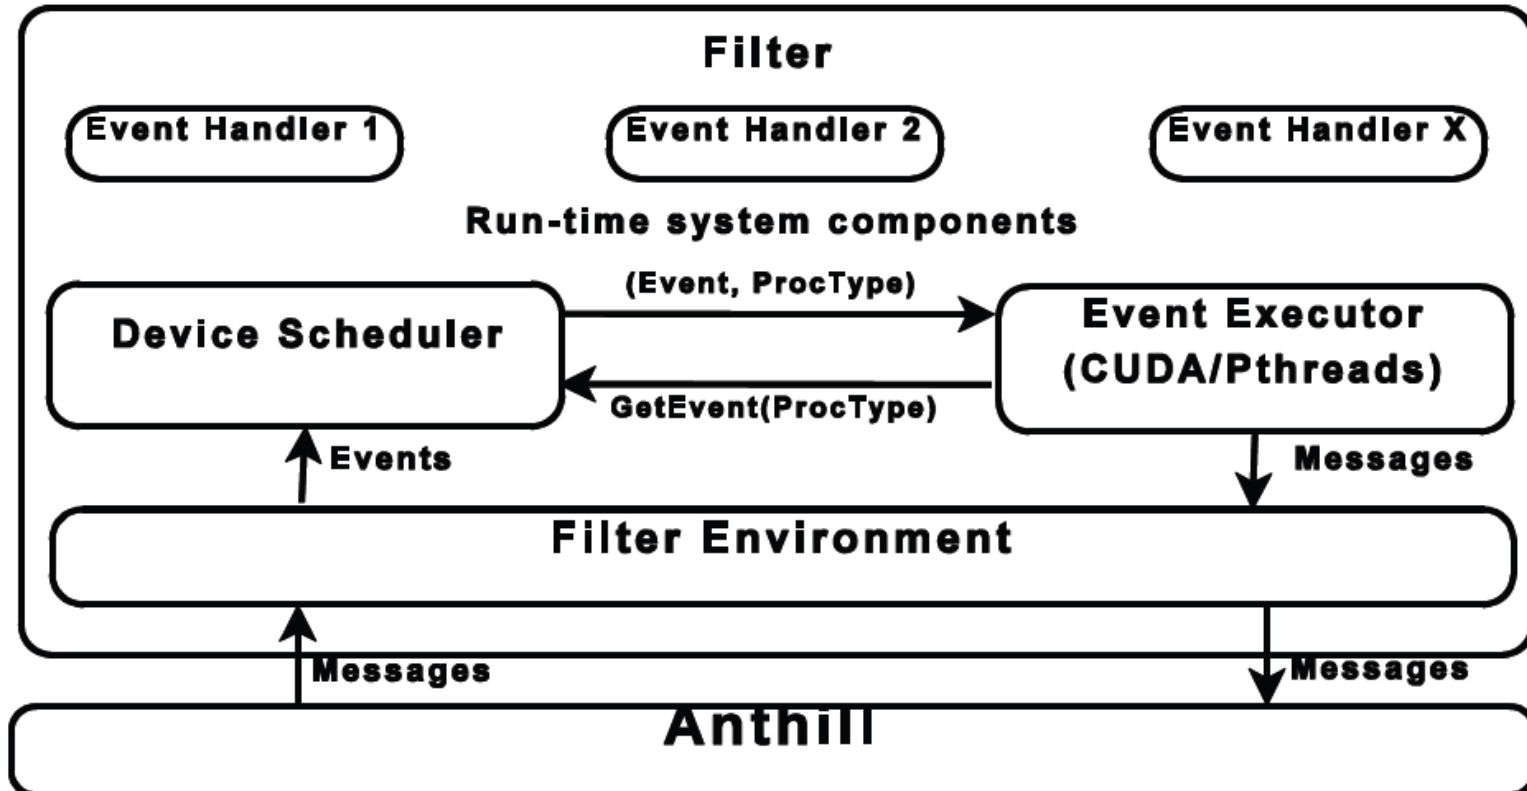 Filter
Event Handler 1
Event Handler 2
Event Handler X
Run-time system components
(Event, ProcType)
Device Scheduler
Event Executor
(CUDA/Pthreads)
GetEvent(ProcType)
Events
Messages
Filter Environment
Messages
Messages
Anthill